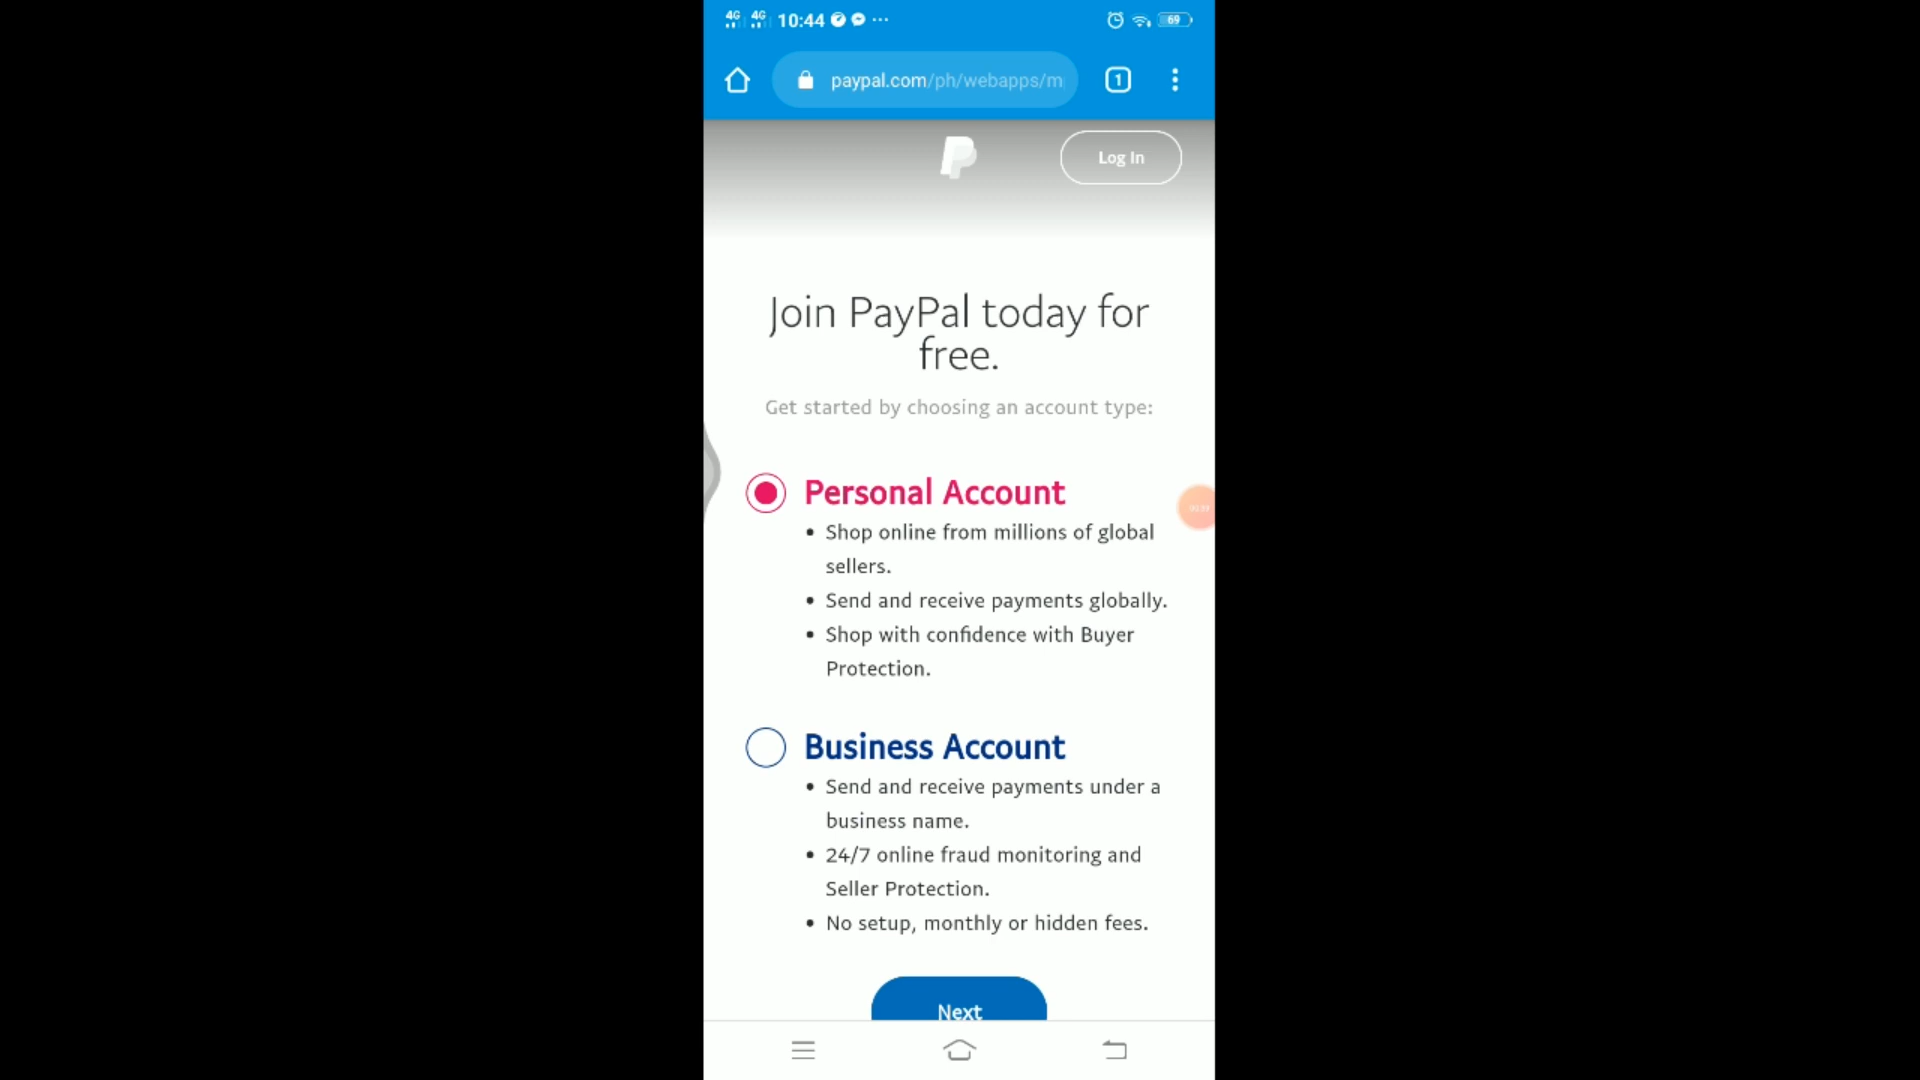 4G 4G 10:44 69
paypal.com/ph/webapps/m
1
Log In
Join PayPal today for
free.
Get started by choosing an account type:
Personal Account
• Shop online from millions of global
sellers.
• Send and receive payments globally.
• Shop with confidence with Buyer
Protection.
Business Account
• Send and receive payments under a
business name.
• 24/7 online fraud monitoring and
Seller Protection.
• No setup, monthly or hidden fees.
Next